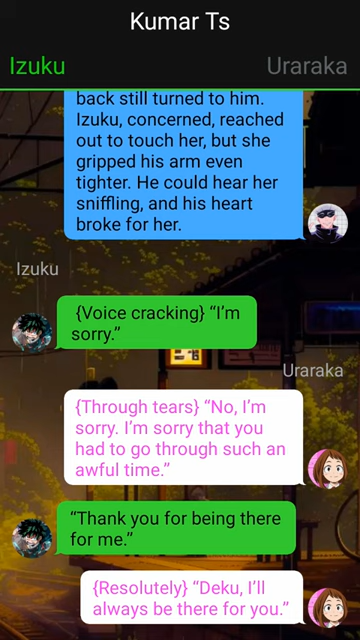 Kumar Ts
Izuku
Uraraka
back still turned to him.
Izuku, concerned, reached
out to touch her, but she
gripped his arm even
tighter. He could hear her
sniffling, and his heart
broke for her.
Izuku
{Voice cracking} “I’m
sorry.”
Uraraka
{Through tears} “No, I’m
sorry. I’m sorry that you
had to go through such an
awful time.”
“Thank you for being there
for me.”
{Resolutely} “Deku, I’ll
always be there for you.”